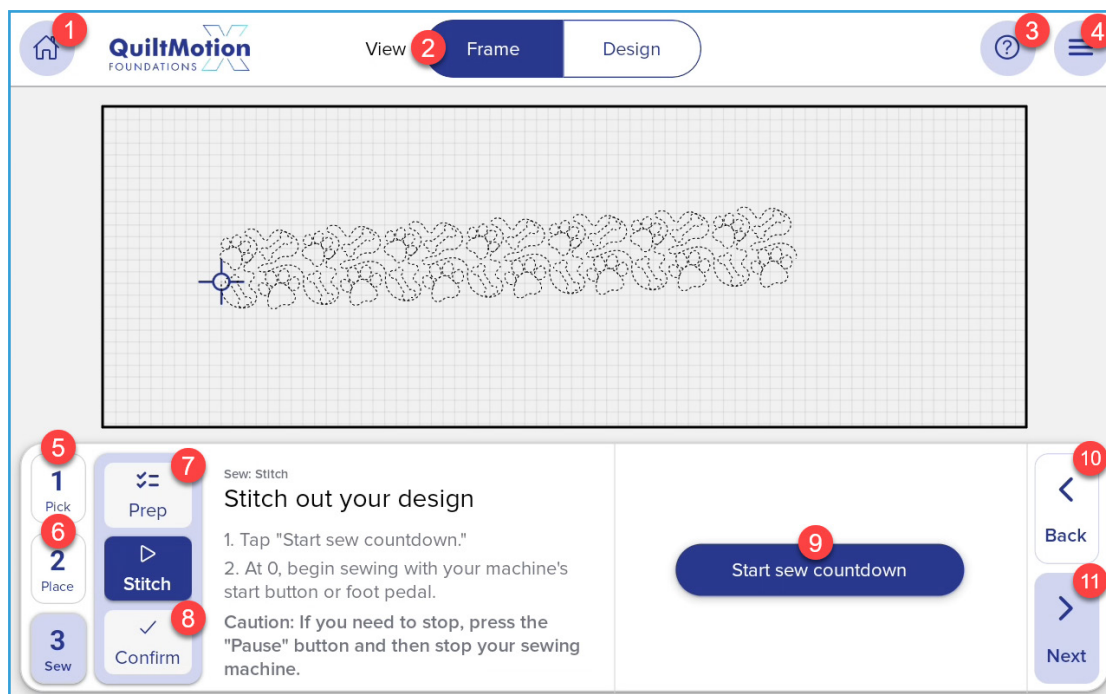 1
QuiltMotion
FOUNDATIONS
View
2
Frame
Design
3
4
5
1
Pick
6
2
Place
3
Sew
7
Prep
Stitch
8
Confirm
Sew: Stitch
Stitch out your design
1. Tap "Start sew countdown."
2. At 0, begin sewing with your machine's
start button or foot pedal.
Caution: If you need to stop, press the
"Pause" button and then stop your sewing
machine.
9
Start sew countdown
10
Back
11
Next